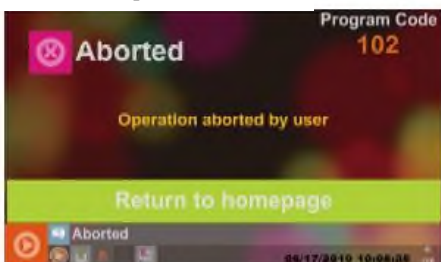 Program Code
102
Aborted
Operation aborted by user
Return to homepage
Aborted